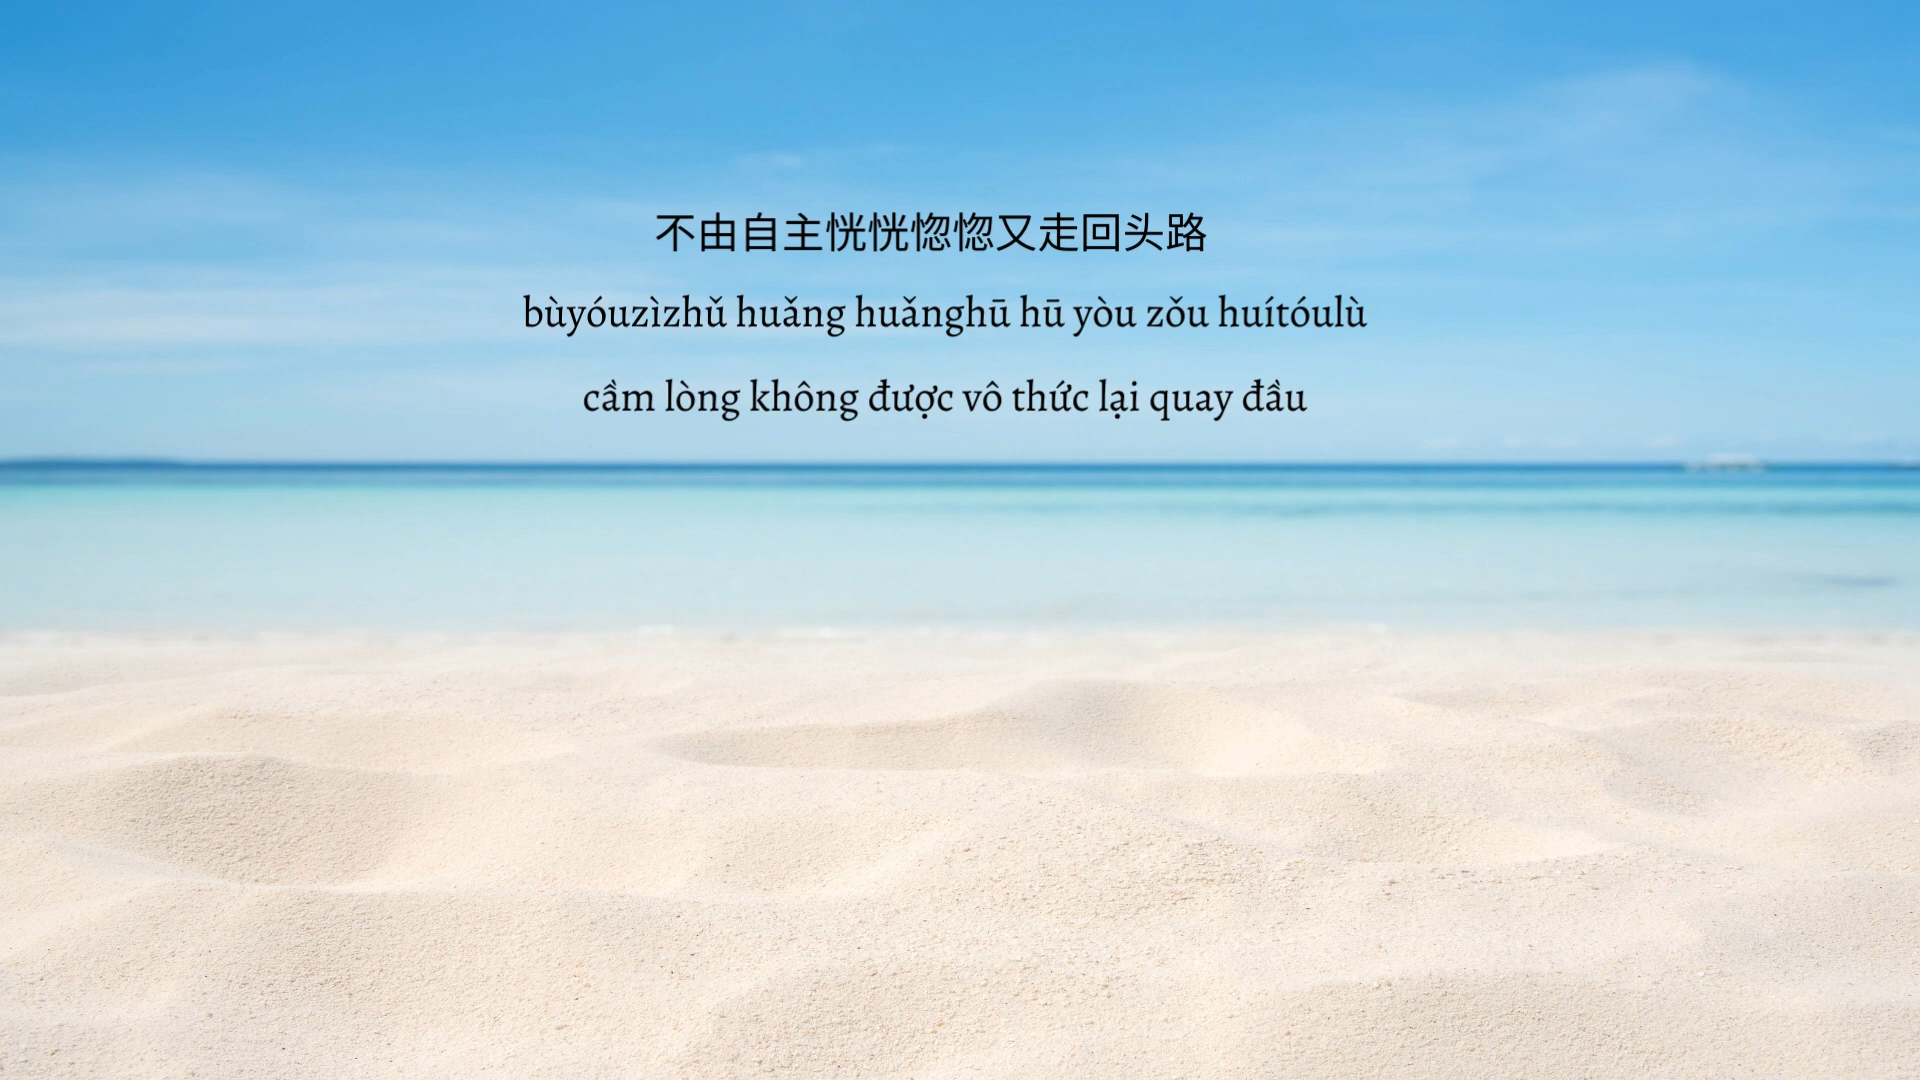 不由自主恍恍惚惚又走回头路
bùyóuzìzhǔ huǎng huǎnghū hū yòu zǒu huítóulù
cầm lòng không được vô thức lại quay đầu